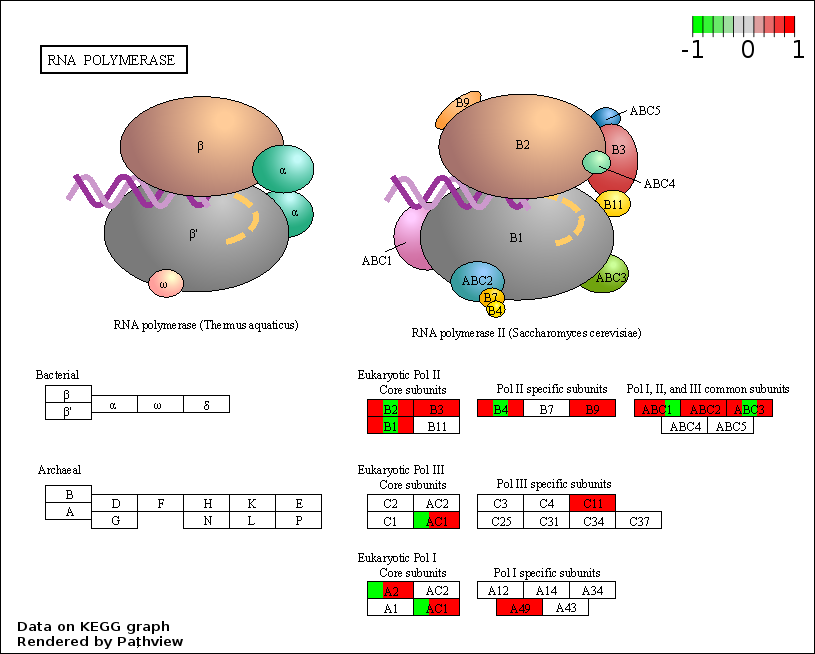 -1 0 1
RNA POLYMERASE
β
α
α
β'
ω
RNA polymerase (Thermus aquaticus)
B9
ABC5
B2
B3
ABC4
B11
B1
ABC1
ABC2
ABC3
B7
B4
RNA polymerase II (Saccharomyces cerevisiae)
Bacterial
β
β' α ω δ
Eukaryotic Pol II
Core subunits
B2 B3
B1 B11
Pol II specific subunits
B4 B7 B9
Pol I, II, and III common subunits
ABC1 ABC2 ABC3
ABC4 ABC5
Archaeal
B
A
D F H K E
G N L P
Eukaryotic Pol III
Core subunits
C2 AC2
C1 AC1
Pol III specific subunits
C3 C4 C11
C25 C31 C34 C37
Eukaryotic Pol I
Core subunits
A2 AC2
A1 AC1
Pol I specific subunits
A12 A14 A34
A49 A43
Data on KEGG graph
Rendered by Pathview